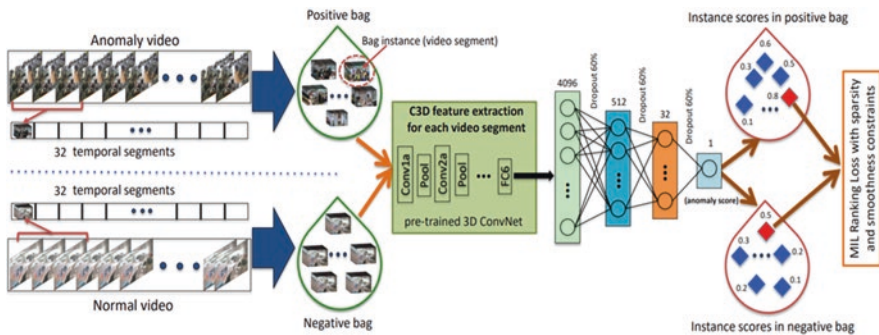 Anomaly video
32 temporal segments
32 temporal segments
Normal video
Positive bag
Bag instance (video segment)
Negative bag
C3D feature extraction
for each video segment
Conv1a
Pool
Conv2a
Pool
FC6
pre-trained 3D ConvNet
4096
Dropout 60%
512
Dropout 60%
32
Dropout 60%
1
(anomaly score)
Instance scores in positive bag
0.6
0.3
0.5
0.8
0.1
0.5
0.3
0.2
0.2
0.1
Instance scores in negative bag
MIL Ranking Loss with sparsity
and smoothness constraints